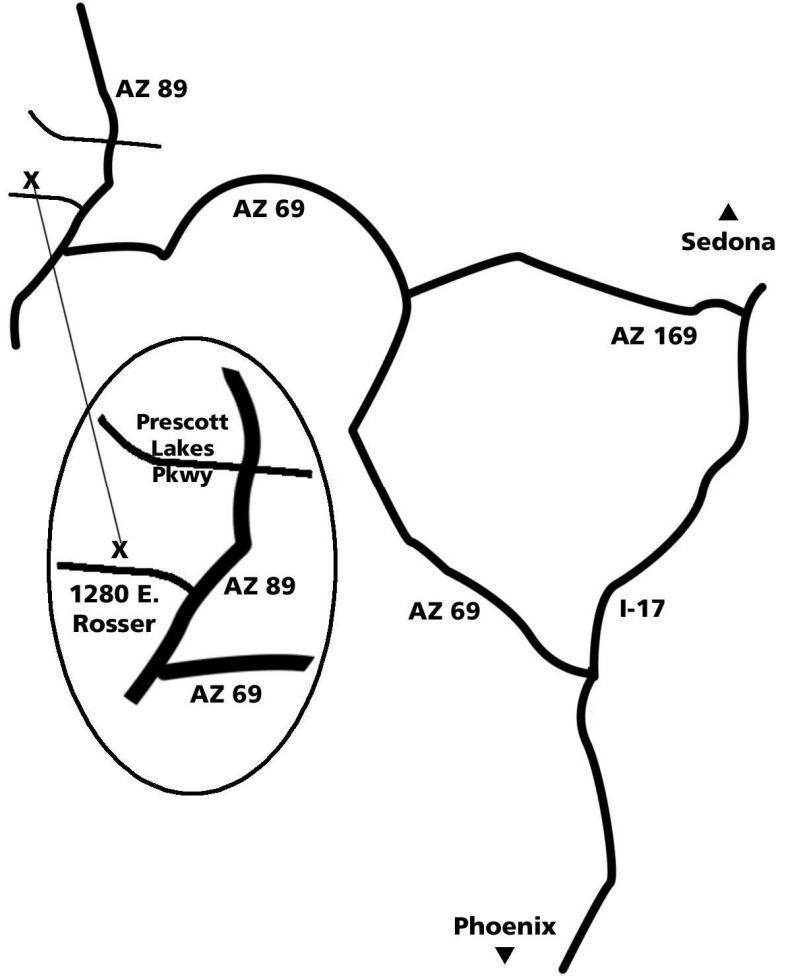 AZ 89
X
AZ 69
Sedona
AZ 169
Prescott
Lakes
Pkwy
X
1280 E.
Rosser
AZ 89
AZ 69
AZ 69
I-17
Phoenix